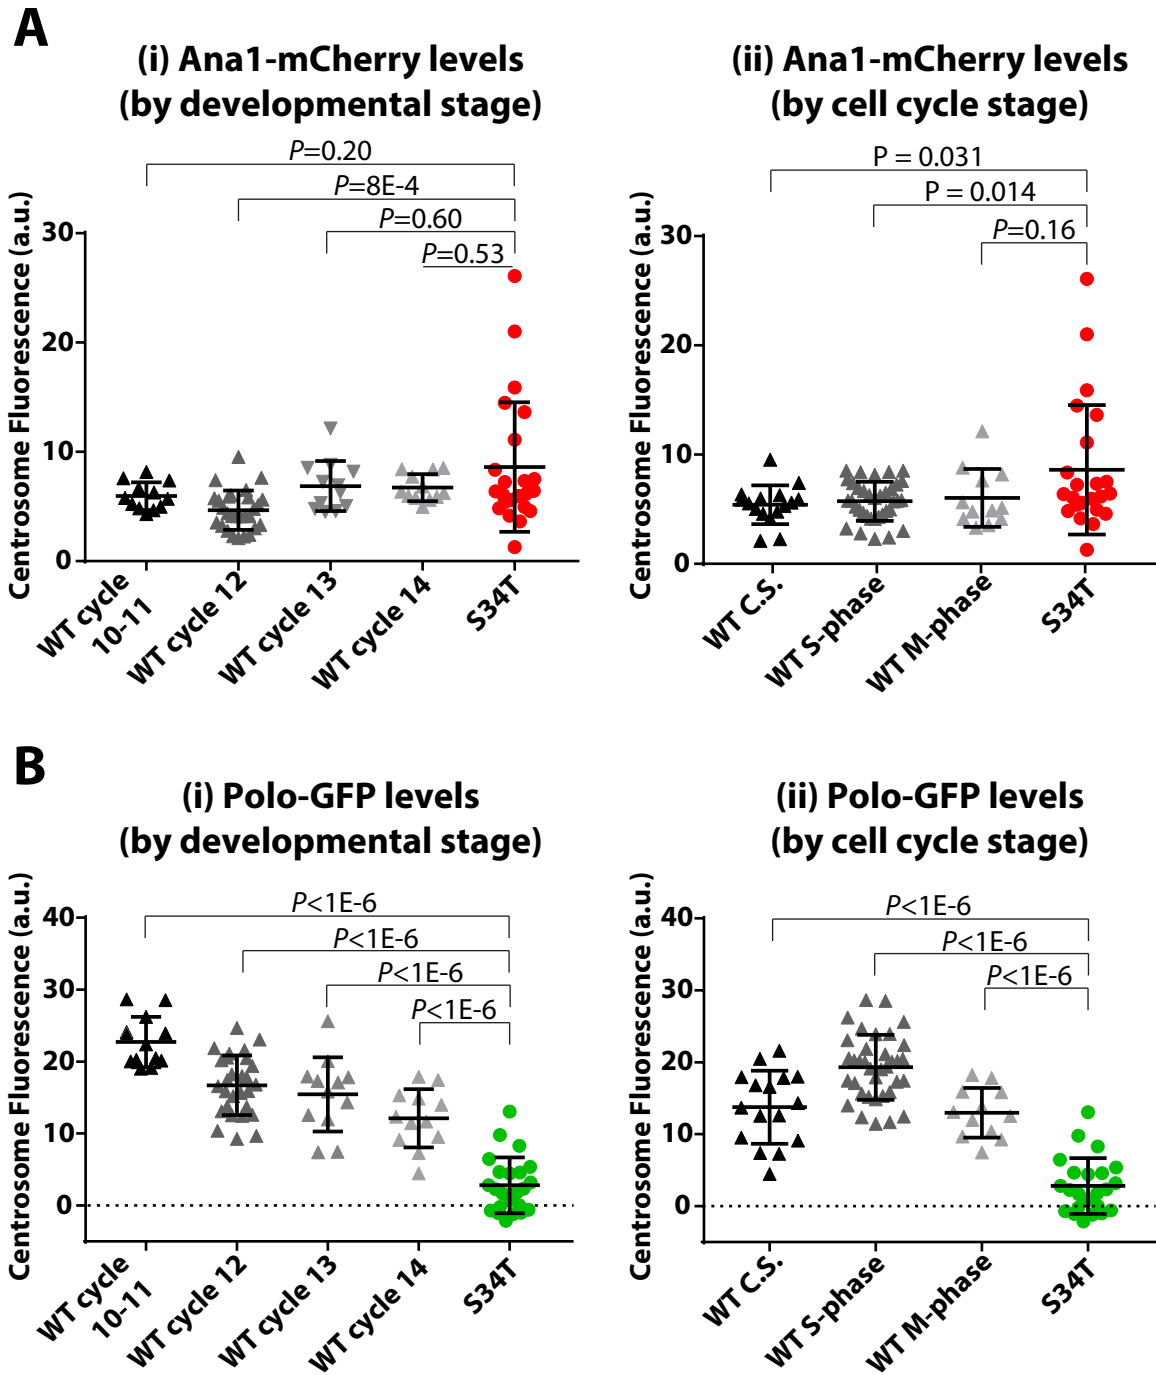 A
(i) Ana1-mCherry levels
(by developmental stage)
P=0.20
P=8E-4
P=0.60
P=0.53
Centrosome Fluorescence (a.u.)
30
20
10
0
WT cycle
10-11
WT cycle 12
WT cycle 13
WT cycle 14
S34T
(ii) Ana1-mCherry levels
(by cell cycle stage)
P = 0.031
P = 0.014
P=0.16
Centrosome Fluorescence (a.u.)
30
20
10
0
WT C.S.
WT S-phase
WT M-phase
S34T
B
(i) Polo-GFP levels
(by developmental stage)
P<1E-6
P<1E-6
P<1E-6
P<1E-6
Centrosome Fluorescence (a.u.)
40
30
20
10
0
WT cycle
10-11
WT cycle 12
WT cycle 13
WT cycle 14
S34T
(ii) Polo-GFP levels
(by cell cycle stage)
P<1E-6
P<1E-6
P<1E-6
Centrosome Fluorescence (a.u.)
40
30
20
10
0
WT C.S.
WT S-phase
WT M-phase
S34T